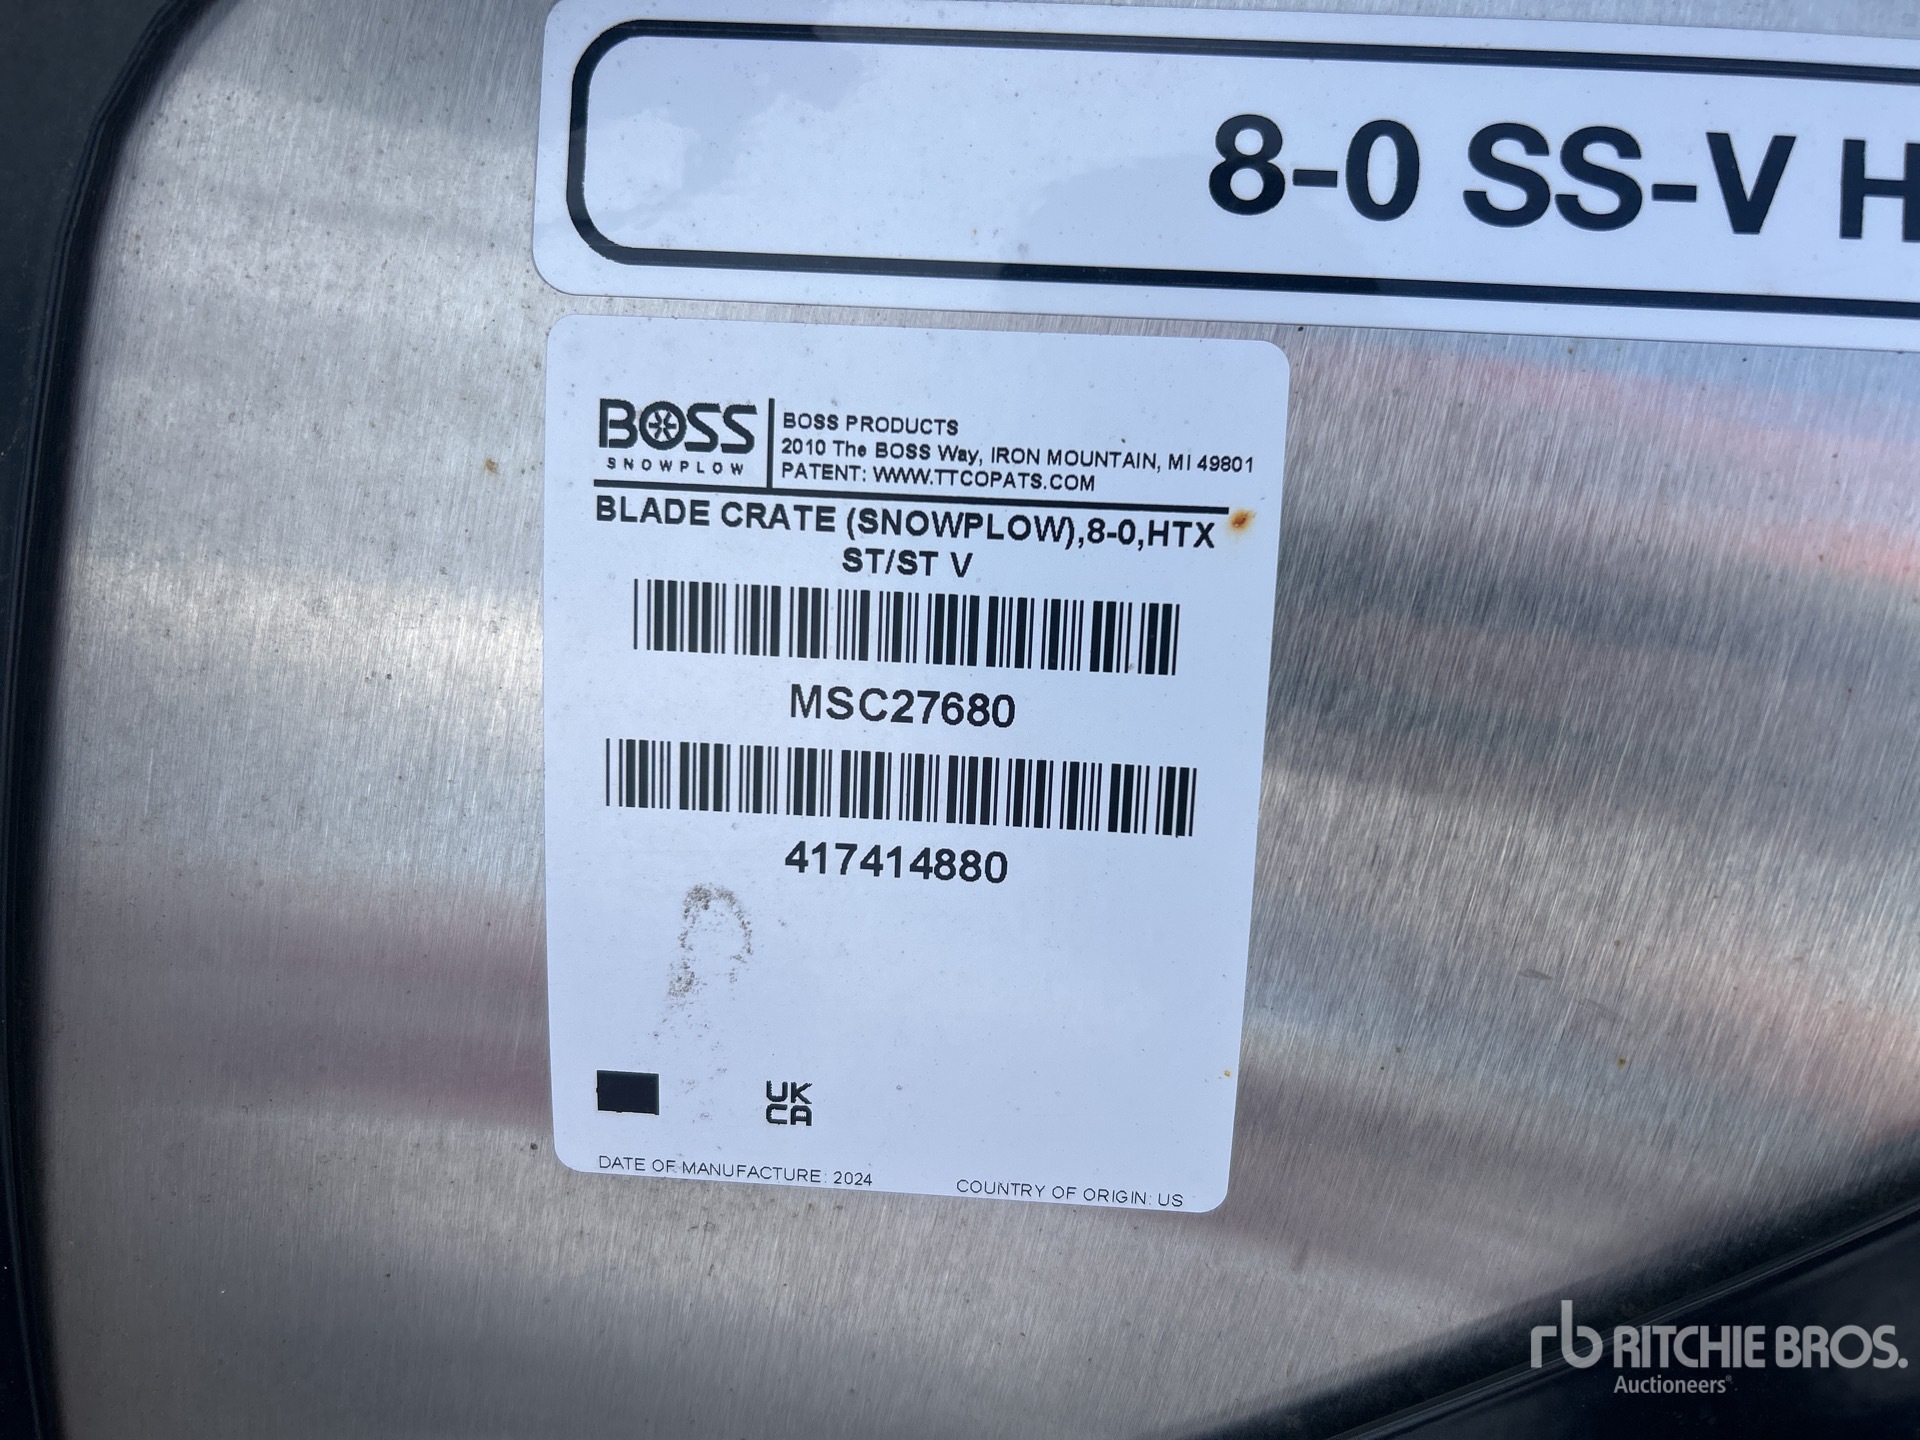 8-0 SS-V H
BOSS
SNOWPLOW
BOSS PRODUCTS
2010 The BOSS Way, IRON MOUNTAIN, MI 49801
PATENT: WWW.TTCOPATS.COM
BLADE CRATE (SNOWPLOW),8-0,HTX
ST/ST V
MSC27680
417414880
UK
CA
DATE OF MANUFACTURE: 2024
COUNTRY OF ORIGIN: US
rb RITCHIE BROS.
Auctioneers®